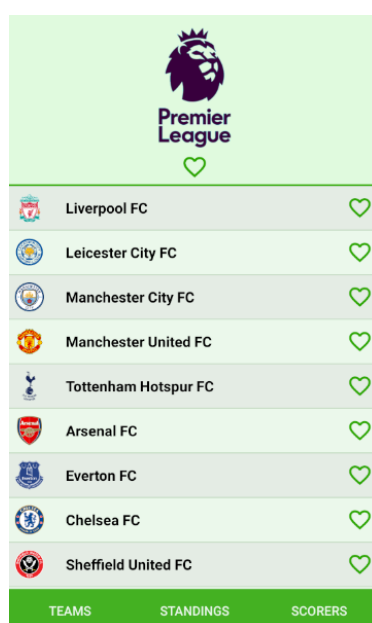 Premier
League
Liverpool FC
Leicester City FC
Manchester City FC
Manchester United FC
Tottenham Hotspur FC
Arsenal FC
Everton FC
Chelsea FC
Sheffield United FC
TEAMS STANDINGS SCORERS